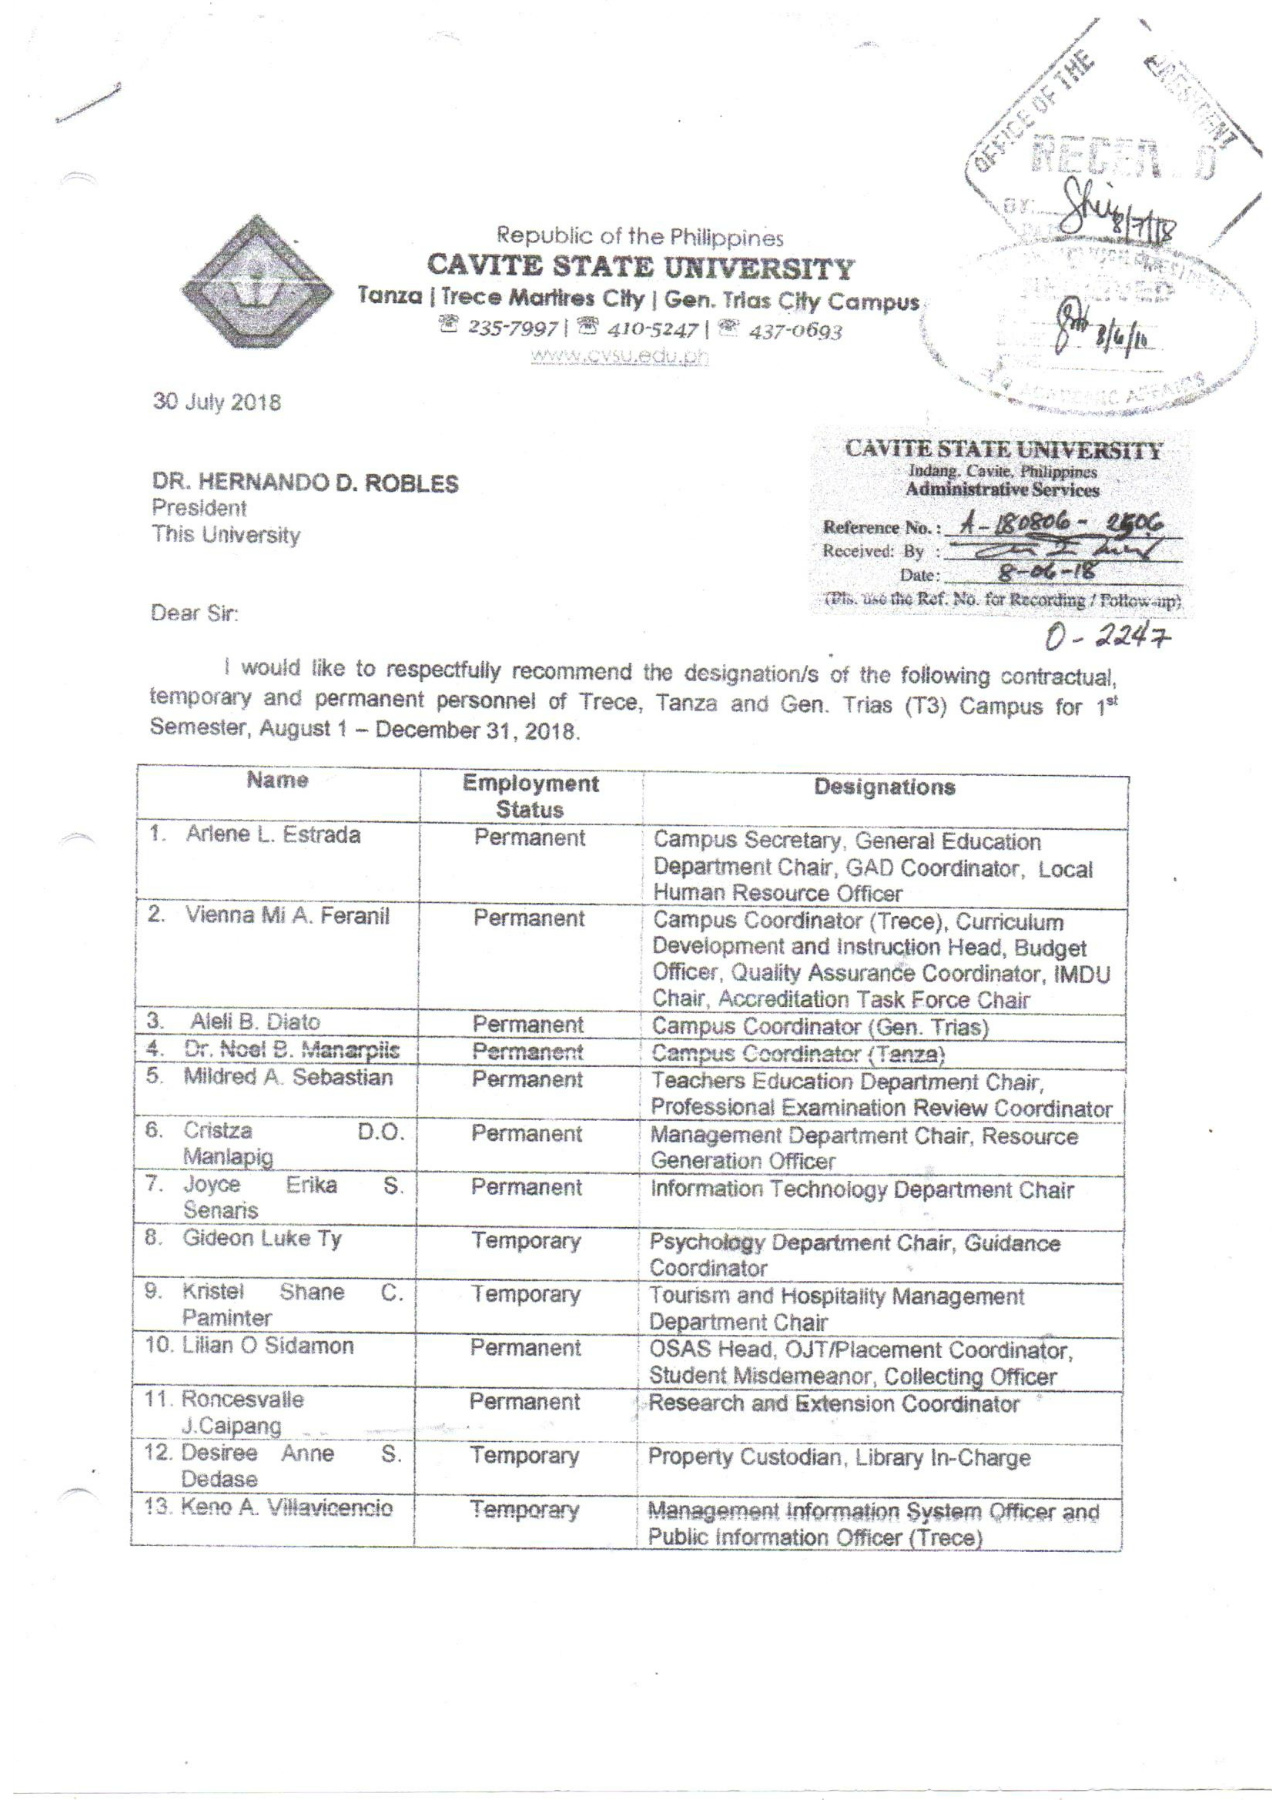 OFFICE OF THE PRESIDENT
BY:
8/7/18
Republic of the Philippines
CAVITE STATE UNIVERSITY
Tanza | Trece Martires City | Gen. Trias City Campus
☏ 235-7997 | ☏ 410-5247 | ☏ 437-0693
www.cvsu.edu.ph
ACADEMIC AFFAIRS
30 July 2018
CAVITE STATE UNIVERSITY
Indang, Cavite, Philippines
Administrative Services
Reference No. : A-180806-2506
Received: By :
Date: 8-06-18
(Pls. use the Ref. No. for Recording / Follow-up)
O-2247
DR. HERNANDO D. ROBLES
President
This University
Dear Sir:
I would like to respectfully recommend the designation/s of the following contractual,
temporary and permanent personnel of Trece, Tanza and Gen. Trias (T3) Campus for 1st
Semester, August 1 – December 31, 2018.
Name Employment Designations
Status
1. Arlene L. Estrada Permanent Campus Secretary, General Education
Department Chair, GAD Coordinator, Local
Human Resource Officer
2. Vienna Mi A. Feranil Permanent Campus Coordinator (Trece), Curriculum
Development and Instruction Head, Budget
Officer, Quality Assurance Coordinator, IMDU
Chair, Accreditation Task Force Chair
3. Aleli B. Diato Permanent Campus Coordinator (Gen. Trias)
4. Dr. Noel B. Manarpiis Permanent Campus Coordinator (Tanza)
5. Mildred A. Sebastian Permanent Teachers Education Department Chair,
Professional Examination Review Coordinator
6. Cristza D.O. Permanent Management Department Chair, Resource
Manlapig Generation Officer
7. Joyce Erika S. Permanent Information Technology Department Chair
Senaris
8. Gideon Luke Ty Temporary Psychology Department Chair, Guidance
Coordinator
9. Kristel Shane C. Temporary Tourism and Hospitality Management
Paminter Department Chair
10. Lilian O Sidamon Permanent OSAS Head, OJT/Placement Coordinator,
Student Misdemeanor, Collecting Officer
11. Roncesvalle Permanent Research and Extension Coordinator
J.Caipang
12. Desiree Anne S. Temporary Property Custodian, Library In-Charge
Dedase
13. Keno A. Villavicencio Temporary Management Information System Officer and
Public Information Officer (Trece)